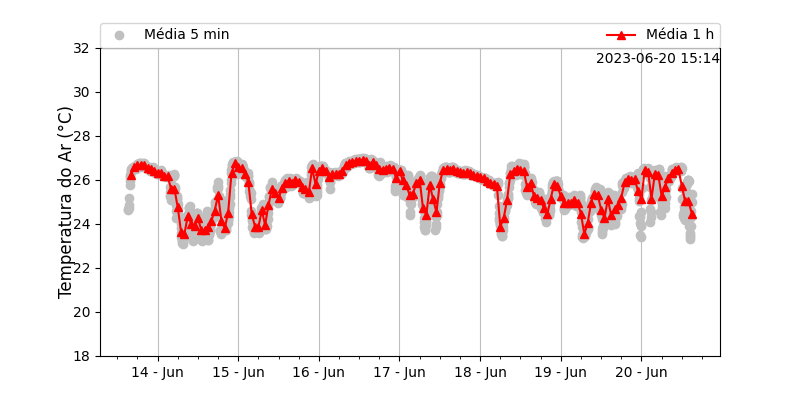 Média 5 min
Média 1 h
2023-06-20 15:14
Temperatura do Ar (°C)
32
30
28
26
24
22
20
18
14 - Jun
15 - Jun
16 - Jun
17 - Jun
18 - Jun
19 - Jun
20 - Jun